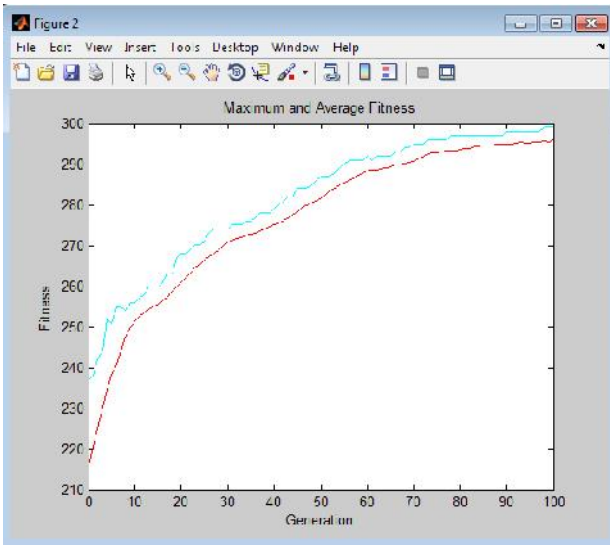 Figure 2
File Edit View Insert Tools Desktop Window Help
Maximum and Average Fitness
300
290
280
270
260
250
240
230
220
210
Fitness
0 10 20 30 40 50 60 70 80 90 100
Generation